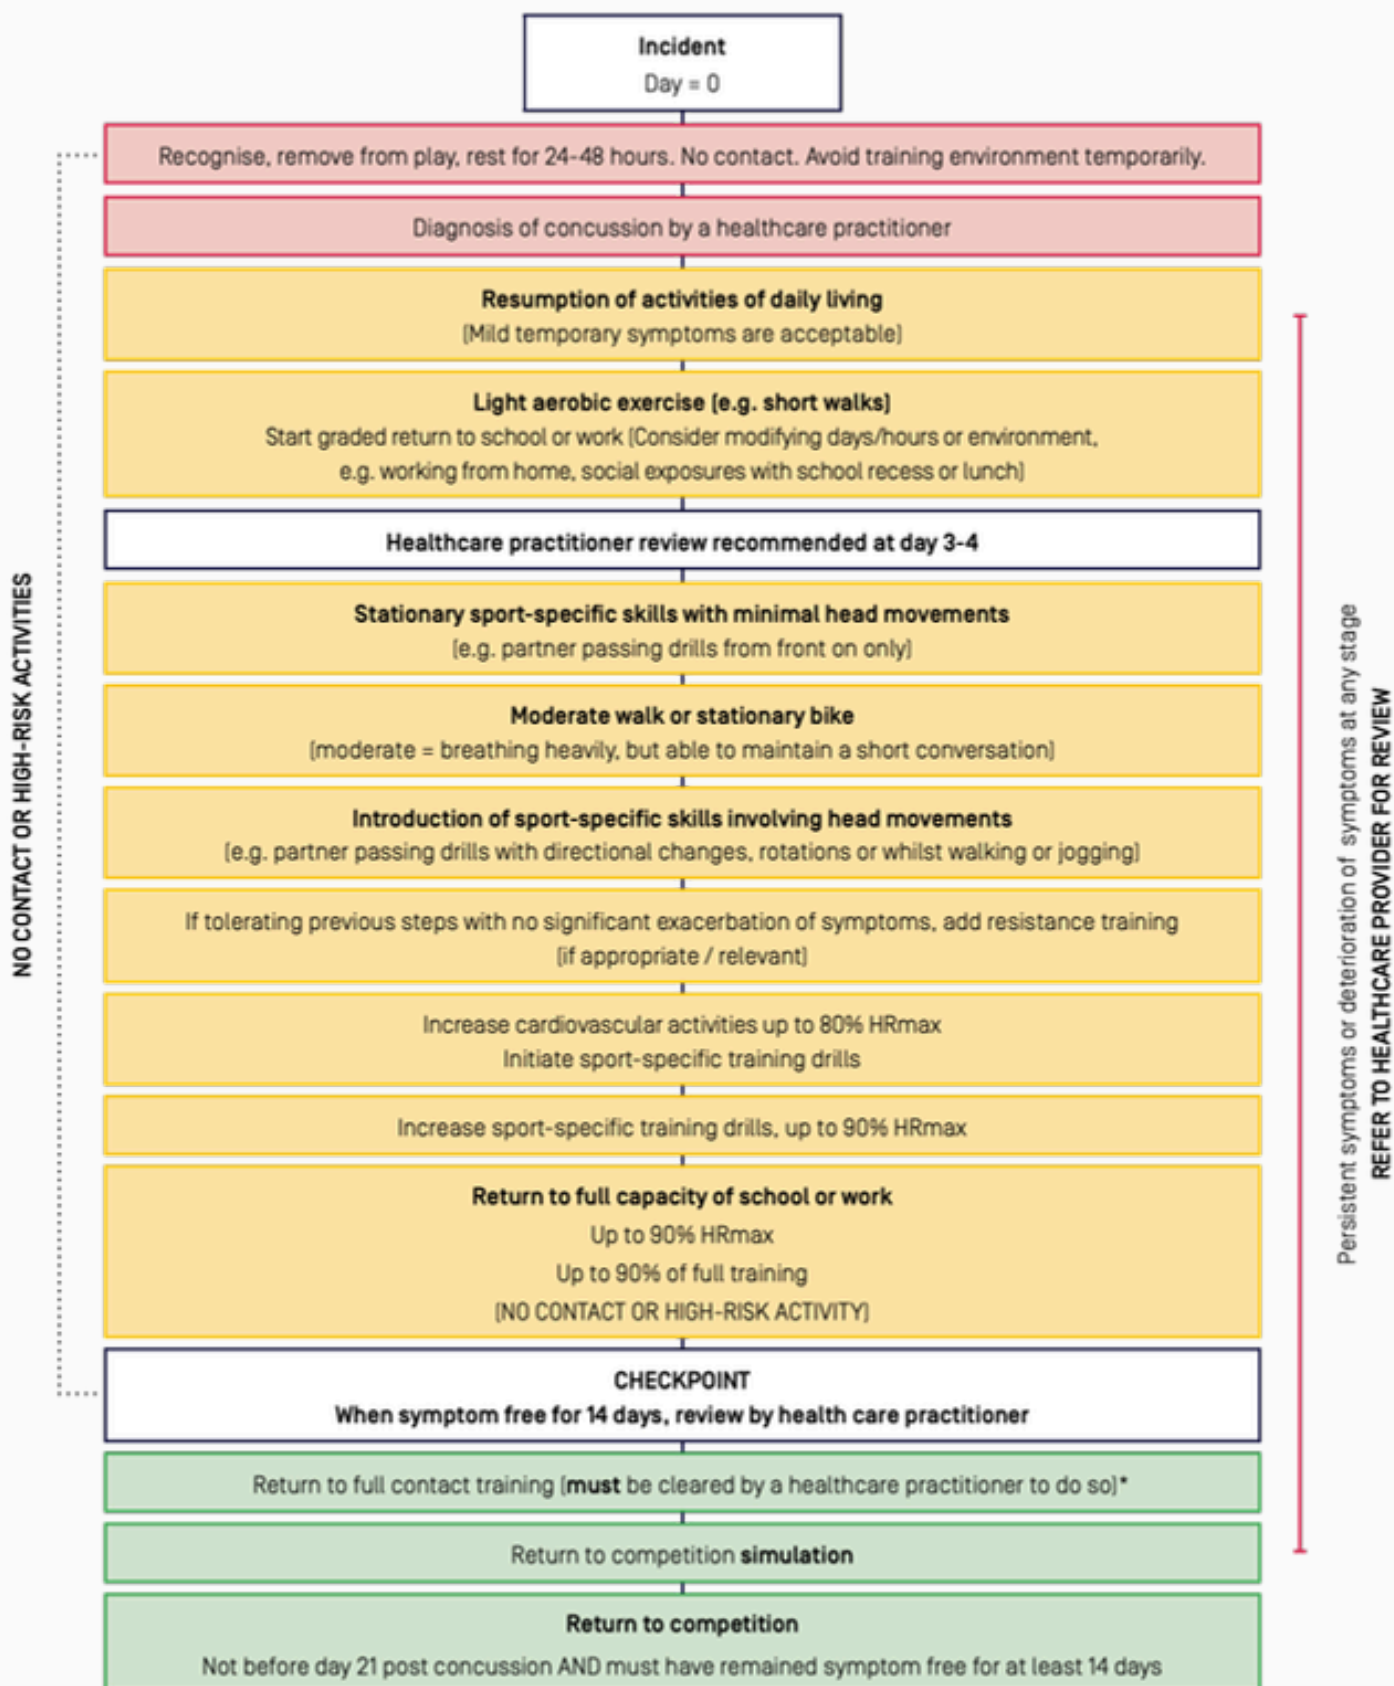 Incident
Day = 0
Recognise, remove from play, rest for 24-48 hours. No contact. Avoid training environment temporarily.
Diagnosis of concussion by a healthcare practitioner
Resumption of activities of daily living
(Mild temporary symptoms are acceptable)
Light aerobic exercise (e.g. short walks)
Start graded return to school or work (Consider modifying days/hours or environment,
e.g. working from home, social exposures with school recess or lunch)
Healthcare practitioner review recommended at day 3-4
Stationary sport-specific skills with minimal head movements
(e.g. partner passing drills from front on only)
Moderate walk or stationary bike
(moderate = breathing heavily, but able to maintain a short conversation)
Introduction of sport-specific skills involving head movements
(e.g. partner passing drills with directional changes, rotations or whilst walking or jogging)
If tolerating previous steps with no significant exacerbation of symptoms, add resistance training
(if appropriate / relevant)
Increase cardiovascular activities up to 80% HRmax
Initiate sport-specific training drills
Increase sport-specific training drills, up to 90% HRmax
Return to full capacity of school or work
Up to 90% HRmax
Up to 90% of full training
(NO CONTACT OR HIGH-RISK ACTIVITY)
CHECKPOINT
When symptom free for 14 days, review by health care practitioner
Return to full contact training (must be cleared by a healthcare practitioner to do so)*
Return to competition simulation
Return to competition
Not before day 21 post concussion AND must have remained symptom free for at least 14 days
NO CONTACT OR HIGH-RISK ACTIVITIES
Persistent symptoms or deterioration of symptoms at any stage
REFER TO HEALTHCARE PROVIDER FOR REVIEW